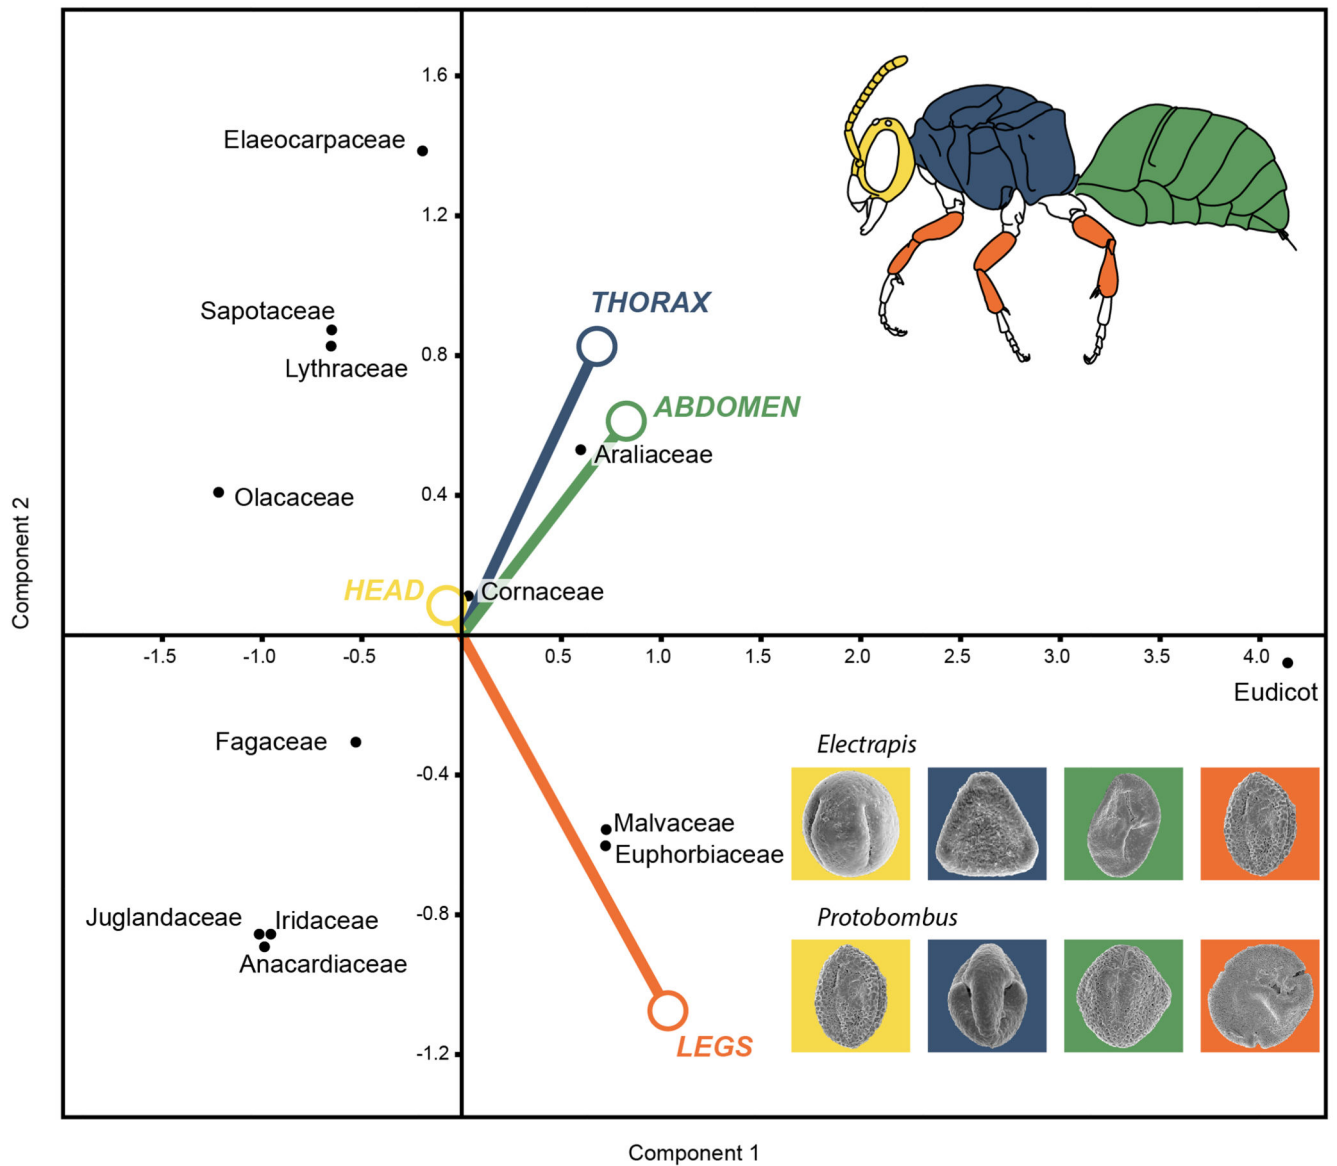 1.6
Elaeocarpaceae
1.2
Sapotaceae
THORAX
0.8
Lythraceae
ABDOMEN
Araliaceae
0.4
Olacaceae
Component 2
HEAD
Cornaceae
-1.5 -1.0 -0.5 0.5 1.0 1.5 2.0 2.5 3.0 3.5 4.0
Eudicot
Fagaceae
Electrapis
-0.4
Malvaceae
Euphorbiaceae
-0.8
Juglandaceae Iridaceae
Protobombus
Anacardiaceae
LEGS
-1.2
Component 1